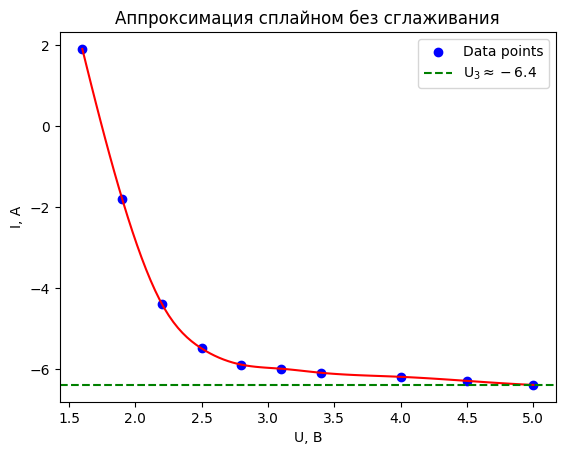 Аппроксимация сплайном без сглаживания
Data points
U₃ ≈ −6.4
I, A
2
0
−2
−4
−6
1.5 2.0 2.5 3.0 3.5 4.0 4.5 5.0
U, B